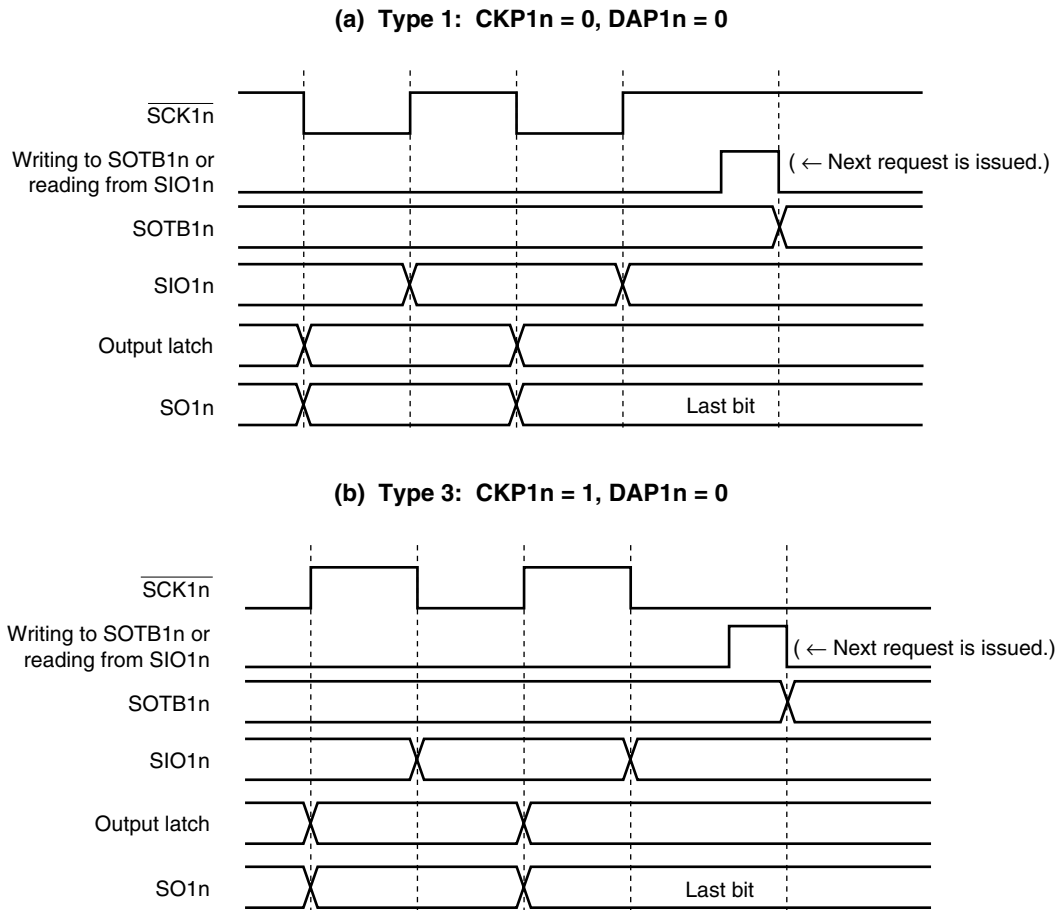 (a) Type 1: CKP1n = 0, DAP1n = 0
SCK1n
Writing to SOTB1n or
reading from SIO1n
( ← Next request is issued.)
SOTB1n
SIO1n
Output latch
SO1n
Last bit
(b) Type 3: CKP1n = 1, DAP1n = 0
SCK1n
Writing to SOTB1n or
reading from SIO1n
( ← Next request is issued.)
SOTB1n
SIO1n
Output latch
SO1n
Last bit